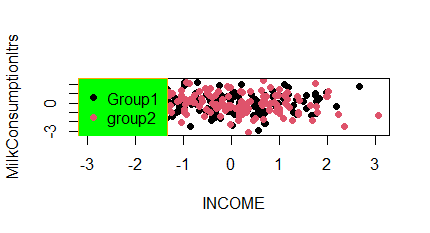 MilkConsumptionltrs
0
-3
Group1
group2
-3 -2 -1 0 1 2 3
INCOME